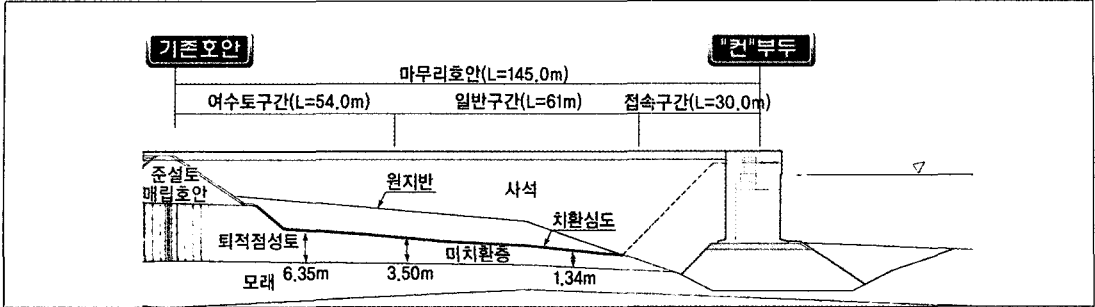 기존호안
"컨"부두
마무리호안(L=145.0m)
여수토구간(L=54.0m)
일반구간(L=61m)
접속구간(L=30.0m)
준설토
매립호안
원지반
사석
치환심도
퇴적점성토
미치환층
모래
6.35m
3.50m
1.34m